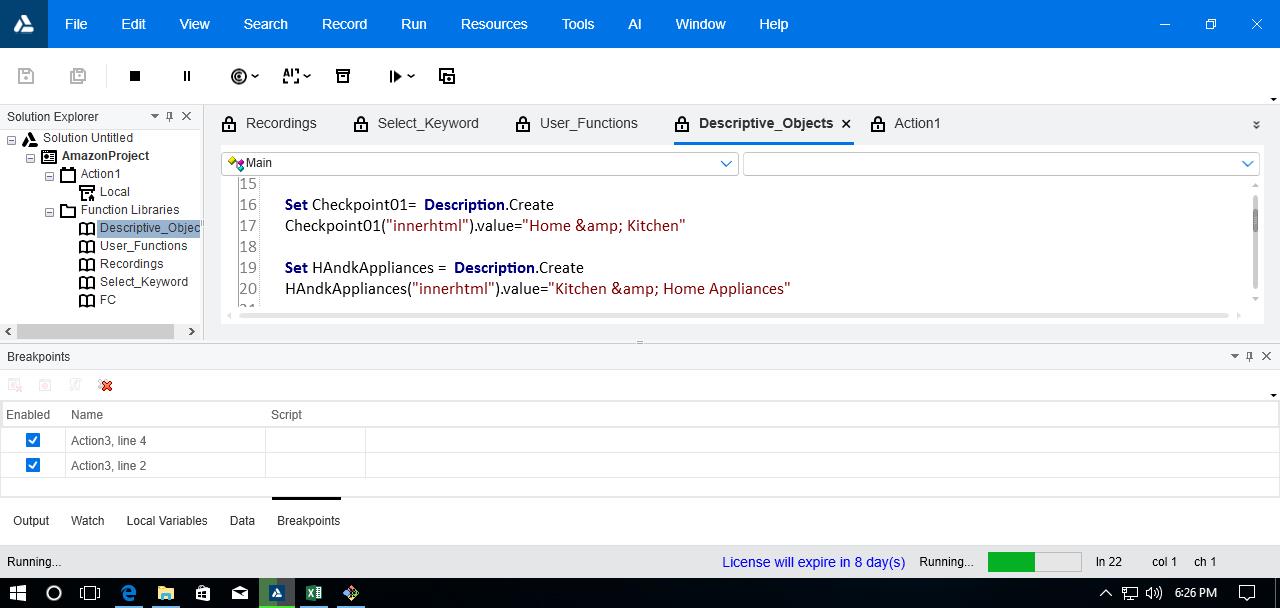 File Edit View Search Record Run Resources Tools AI Window Help
Solution Explorer
Solution Untitled
AmazonProject
Action1
Local
Function Libraries
Descriptive_Objec
User_Functions
Recordings
Select_Keyword
FC
Recordings Select_Keyword User_Functions Descriptive_Objects Action1
Main
15
16 Set Checkpoint01= Description.Create
17 Checkpoint01("innerhtml").value="Home &amp; Kitchen"
18
19 Set HAndkAppliances = Description.Create
20 HAndkAppliances("innerhtml").value="Kitchen &amp; Home Appliances"
Breakpoints
Enabled Name Script
Action3, line 4
Action3, line 2
Output Watch Local Variables Data Breakpoints
Running... License will expire in 8 day(s) Running... ln 22 col 1 ch 1
6:26 PM